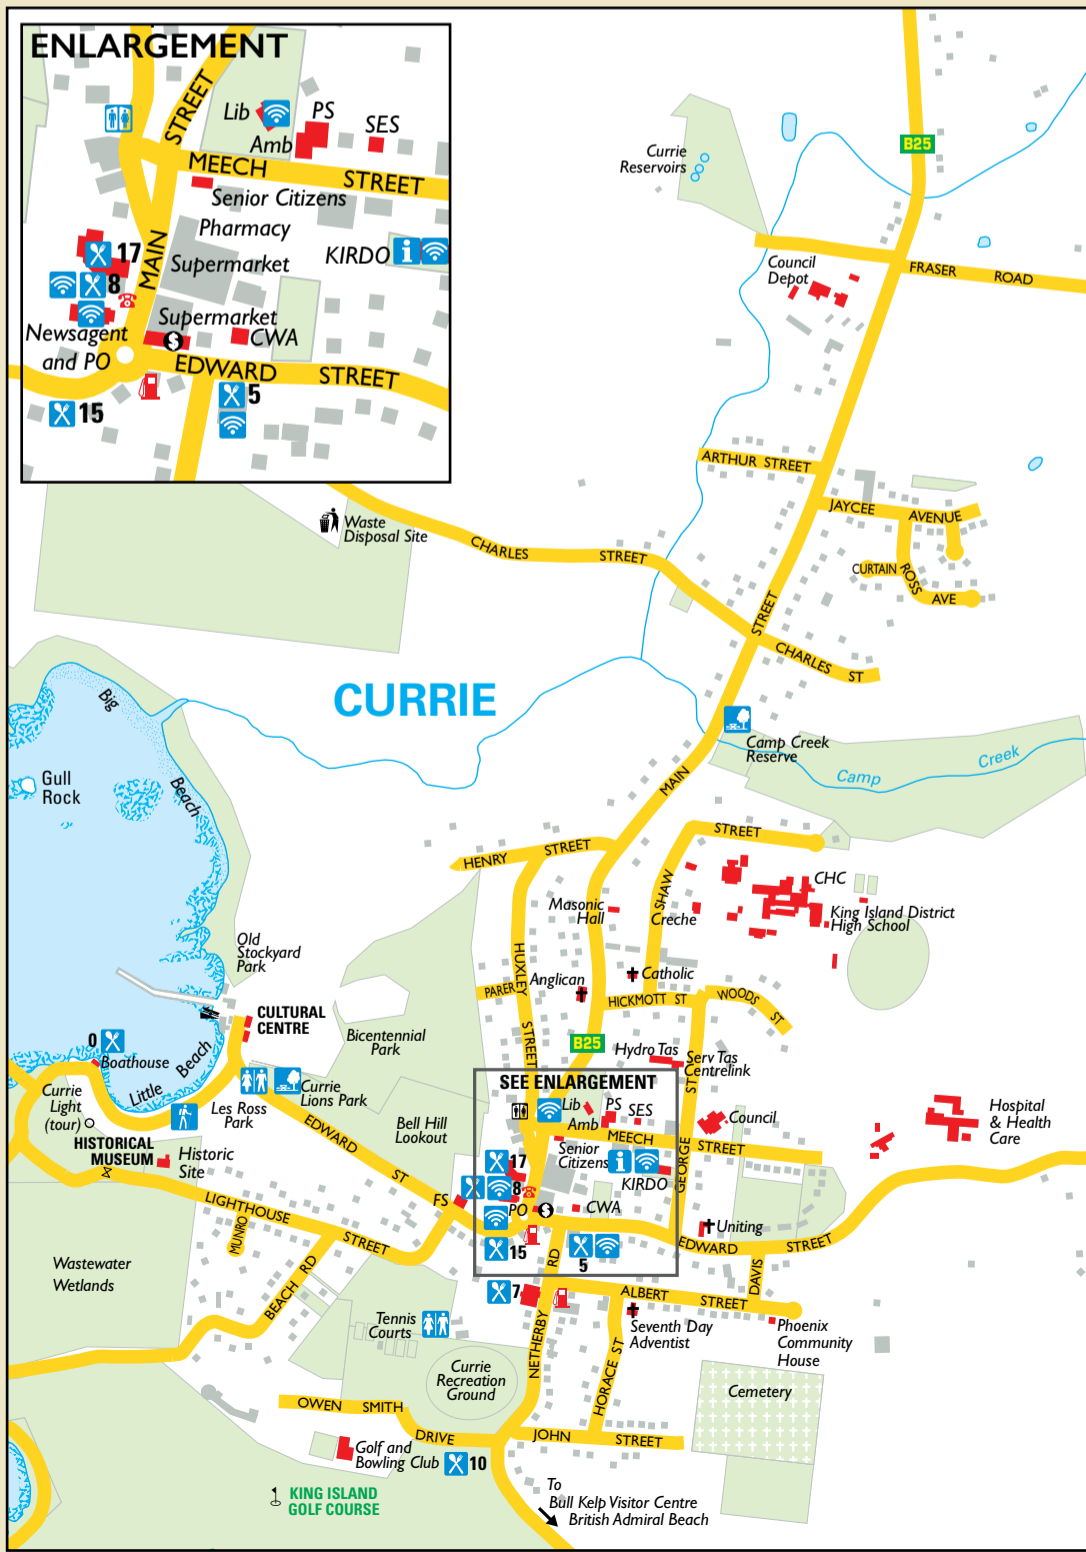 ENLARGEMENT
STREET
Lib
PS
SES
Amb
MEECH STREET
Senior Citizens
Pharmacy
KIRDO
i
17
MAIN
Supermarket
8
Supermarket
$
CWA
Newsagent
and PO
EDWARD STREET
5
15
B25
Currie
Reservoirs
FRASER ROAD
Council
Depot
ARTHUR STREET
JAYCEE AVENUE
CURTAIN
ROSS AVE
Waste
Disposal Site
CHARLES STREET
STREET
CHARLES ST
CURRIE
Camp Creek
Reserve
Camp Creek
MAIN
Big Beach
Gull
Rock
HENRY STREET
STREET
SHAW
CHC
King Island District
High School
Creche
Masonic
Hall
Old
Stockyard
Park
HUXLEY STREET
PARER
Anglican
Catholic
HICKMOTT ST
WOODS ST
CULTURAL
CENTRE
Bicentennial
Park
B25
Hydro Tas
Serv Tas
Centrelink
0
Boathouse
Little Beach
Currie
Light
(tour)
Les Ross
Park
Currie
Lions Park
Bell Hill
Lookout
SEE ENLARGEMENT
Lib
PS
SES
Amb
MEECH STREET
GEORGE ST
Council
Hospital
& Health
Care
HISTORICAL
MUSEUM
Historic
Site
EDWARD ST
17
Senior
Citizens
i
KIRDO
8
FS
PO
$
CWA
Uniting
15
5
EDWARD STREET
LIGHTHOUSE STREET
MUNRO
BEACH RD
Wastewater
Wetlands
7
RD
NETHERBY
ALBERT STREET
DAVIS
Tennis
Courts
Seventh Day
Adventist
Phoenix
Community
House
HORACE ST
Currie
Recreation
Ground
Cemetery
OWEN SMITH DRIVE
JOHN STREET
Golf and
Bowling Club
10
KING ISLAND
GOLF COURSE
To
Bull Kelp Visitor Centre
British Admiral Beach